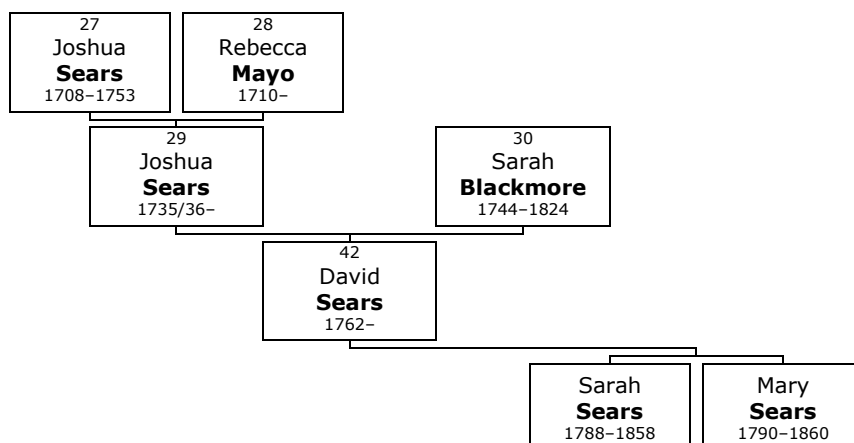 27
Joshua
Sears
1708–1753
28
Rebecca
Mayo
1710–
29
Joshua
Sears
1735/36–
30
Sarah
Blackmore
1744–1824
42
David
Sears
1762–
Sarah
Sears
1788–1858
Mary
Sears
1790–1860